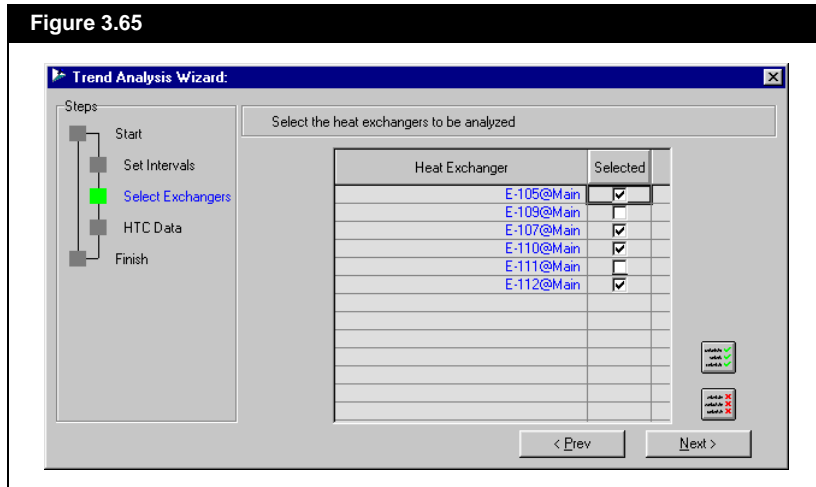 Figure 3.65
Trend Analysis Wizard:
Steps
Start
Set Intervals
Select Exchangers
HTC Data
Finish
Select the heat exchangers to be analyzed
Heat Exchanger Selected
E-105@Main
E-109@Main
E-107@Main
E-110@Main
E-111@Main
E-112@Main
< Prev Next >